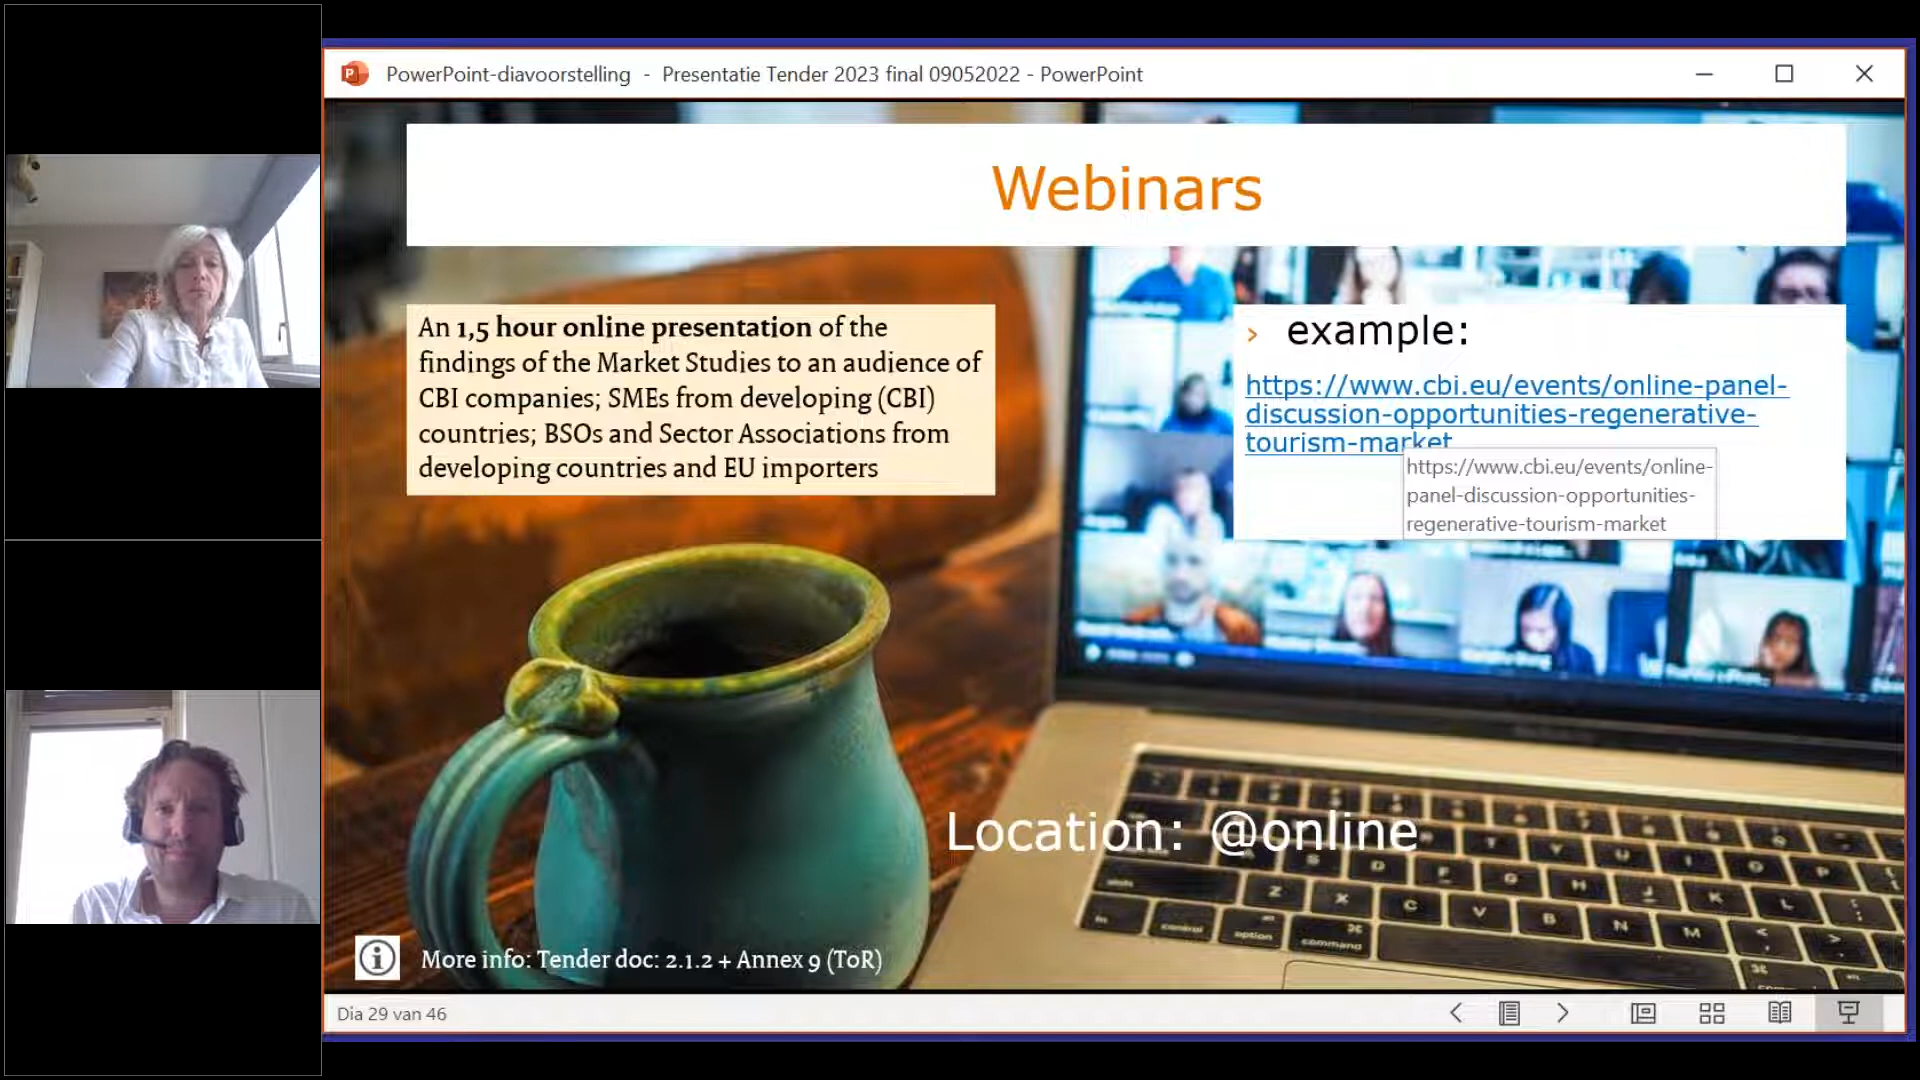 PowerPoint-diavoorstelling - Presentatie Tender 2023 final 09052022 - PowerPoint
Webinars
An 1,5 hour online presentation of the
findings of the Market Studies to an audience of
CBI companies; SMEs from developing (CBI)
countries; BSOs and Sector Associations from
developing countries and EU importers
› example:
https://www.cbi.eu/events/online-panel-
discussion-opportunities-regenerative-
tourism-market
https://www.cbi.eu/events/online-
panel-discussion-opportunities-
regenerative-tourism-market
Location: @online
control option command
More info: Tender doc: 2.1.2 + Annex 9 (ToR)
Dia 29 van 46